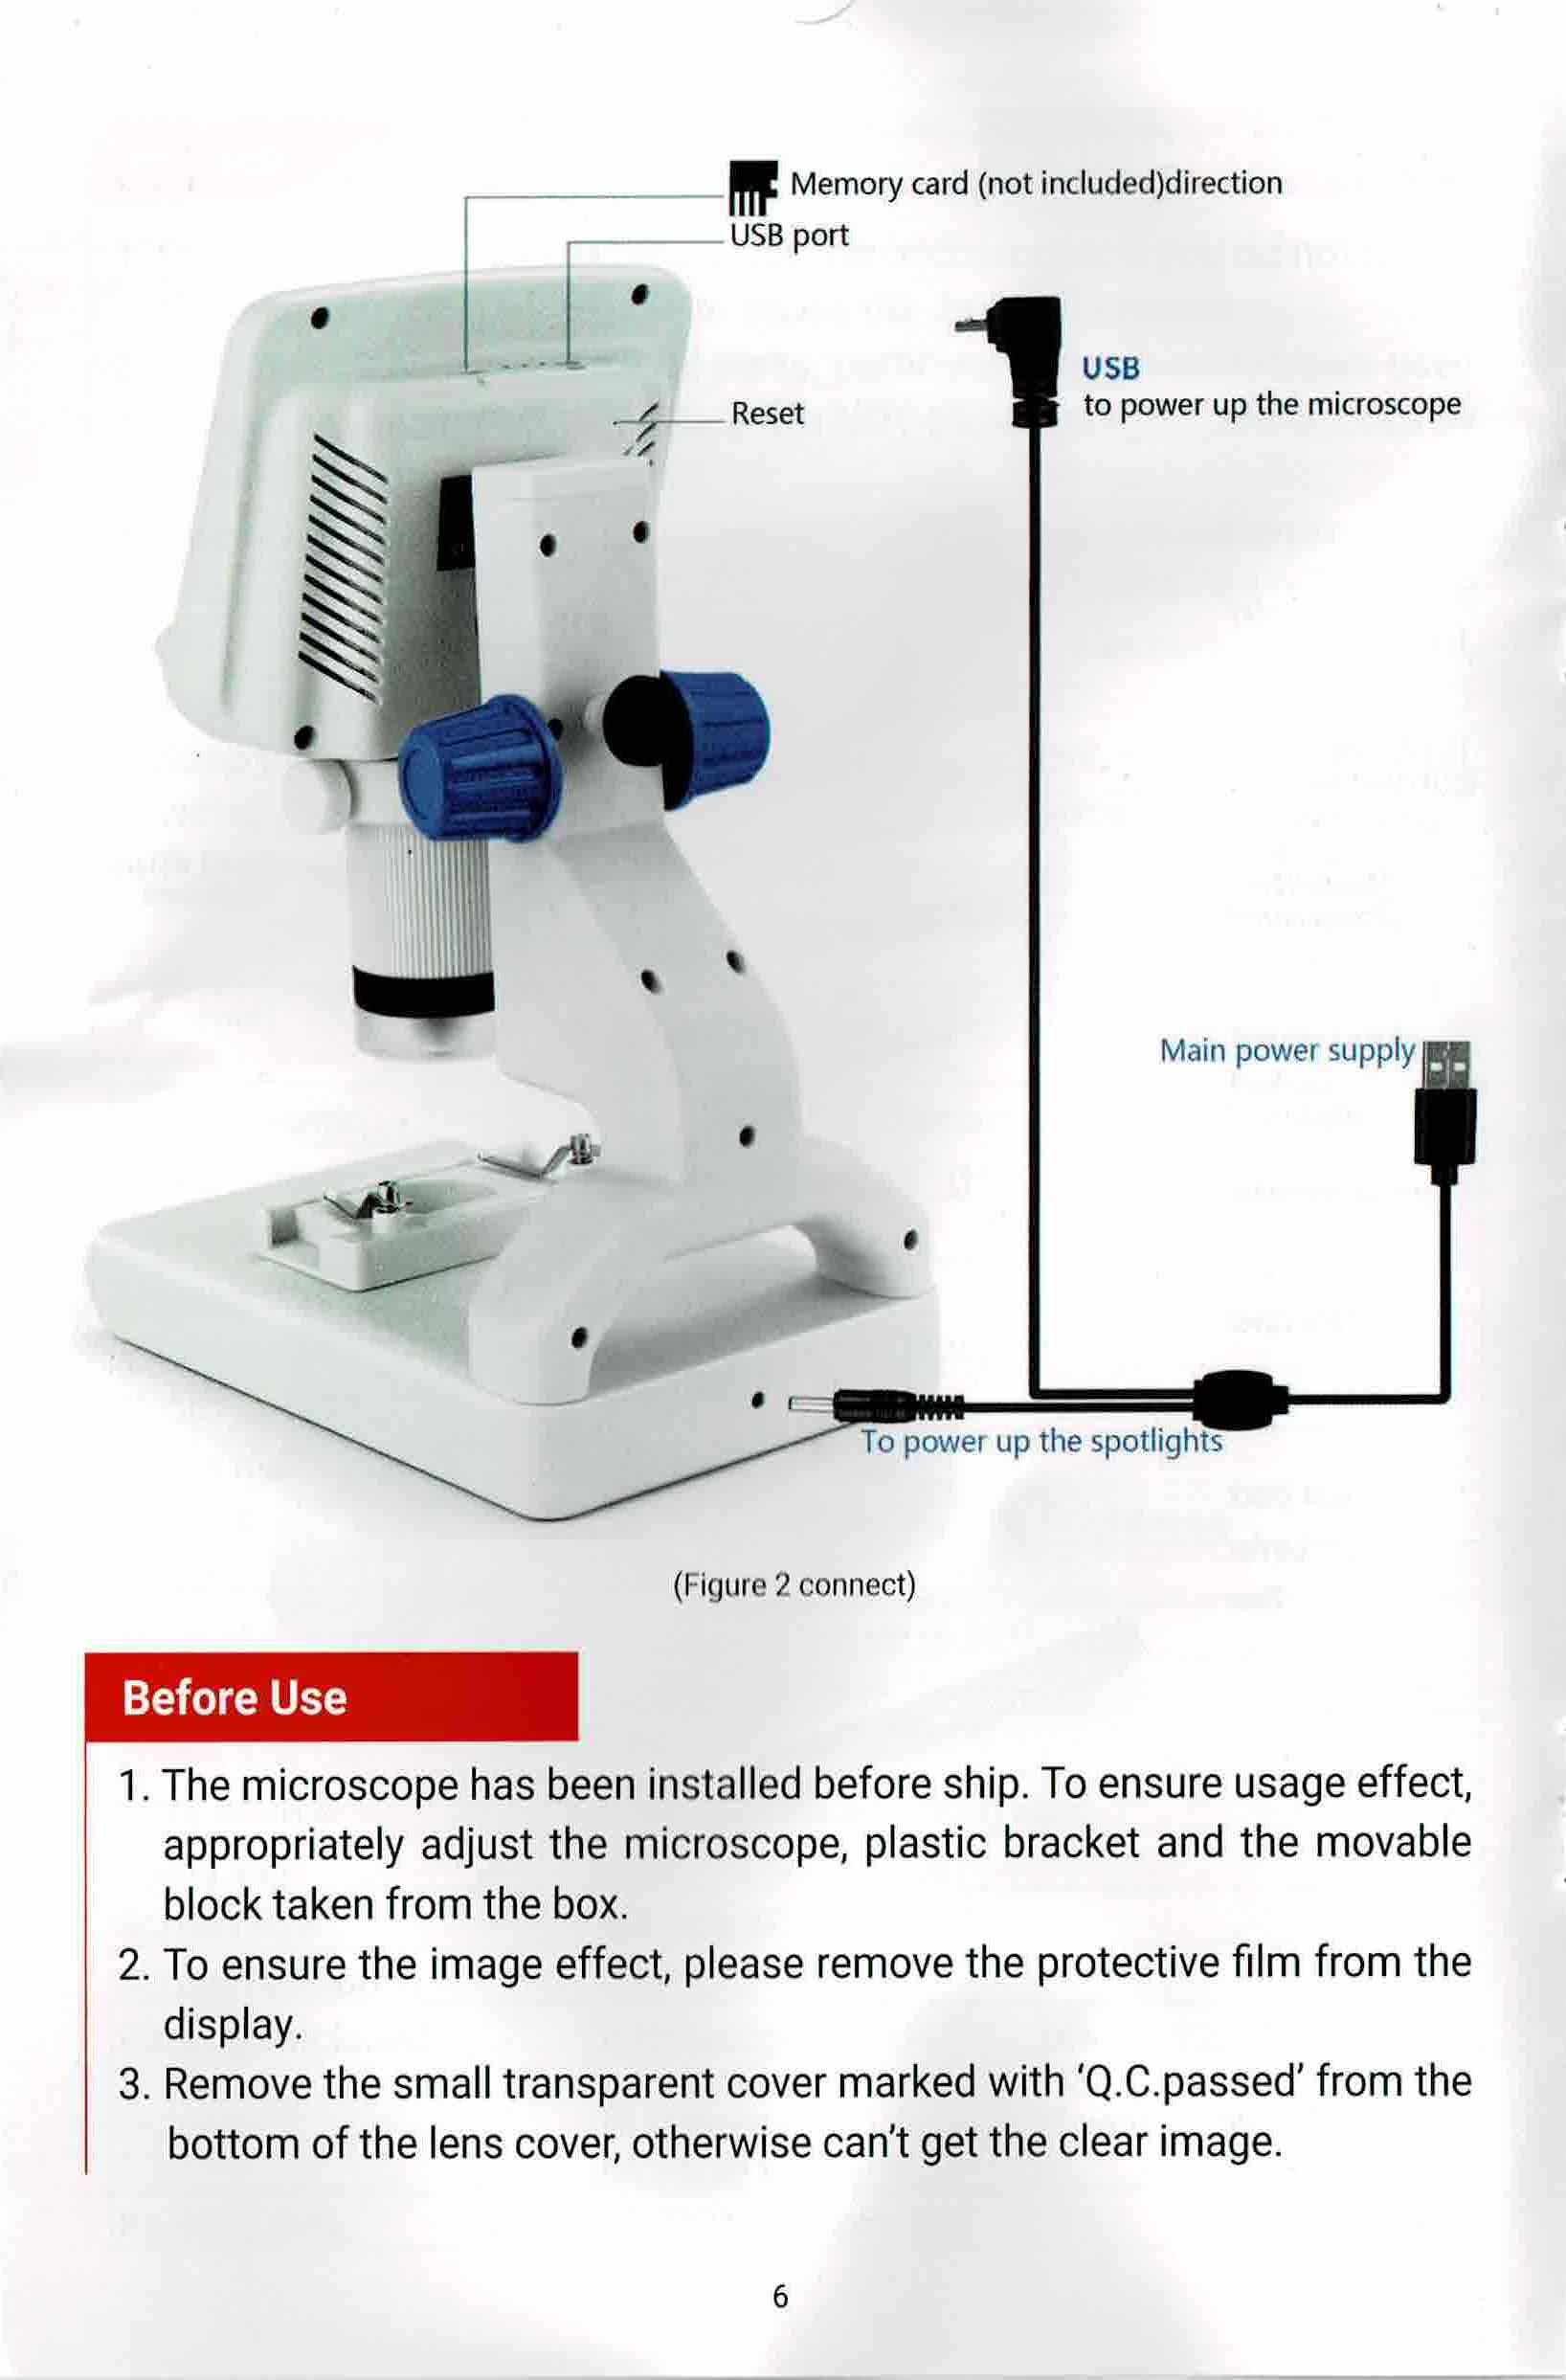 Memory card (not included)direction
USB port
USB
to power up the microscope
Reset
Main power supply
To power up the spotlights
(Figure 2 connect)
Before Use
1. The microscope has been installed before ship. To ensure usage effect,
appropriately adjust the microscope, plastic bracket and the movable
block taken from the box.
2. To ensure the image effect, please remove the protective film from the
display.
3. Remove the small transparent cover marked with ‘Q.C.passed’ from the
bottom of the lens cover, otherwise can't get the clear image.
6